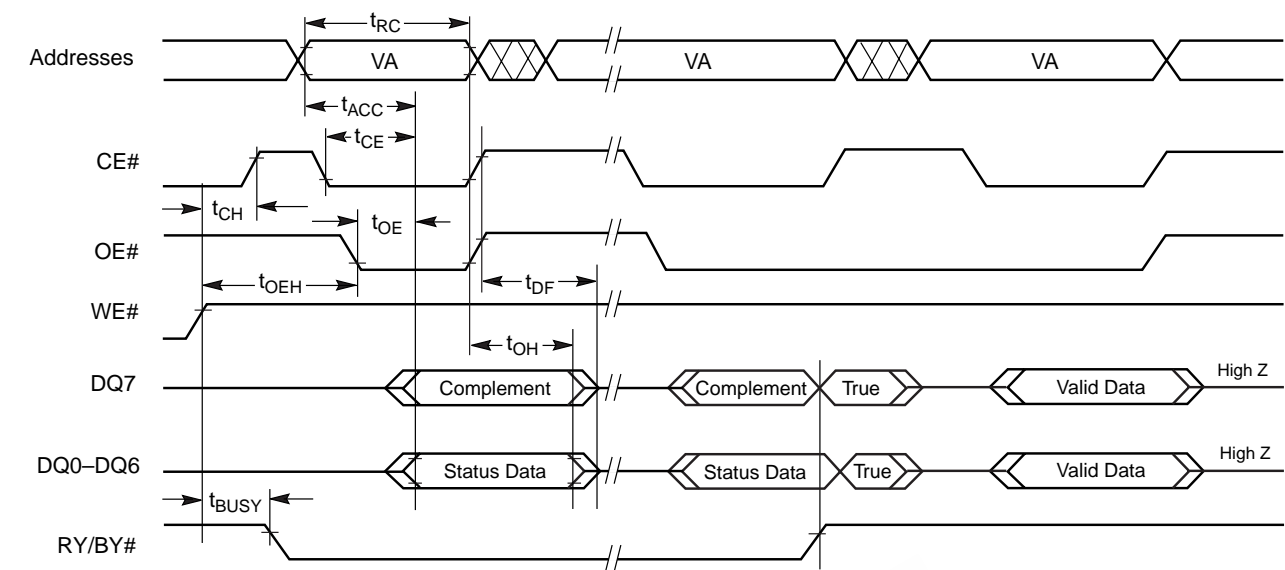 tRC
Addresses VA VA VA
tACC
tCE
CE#
tCH
tOE
OE#
tOEH tDF
WE#
tOH
DQ7 Complement Complement True Valid Data High Z
DQ0–DQ6 Status Data Status Data True Valid Data High Z
tBUSY
RY/BY#